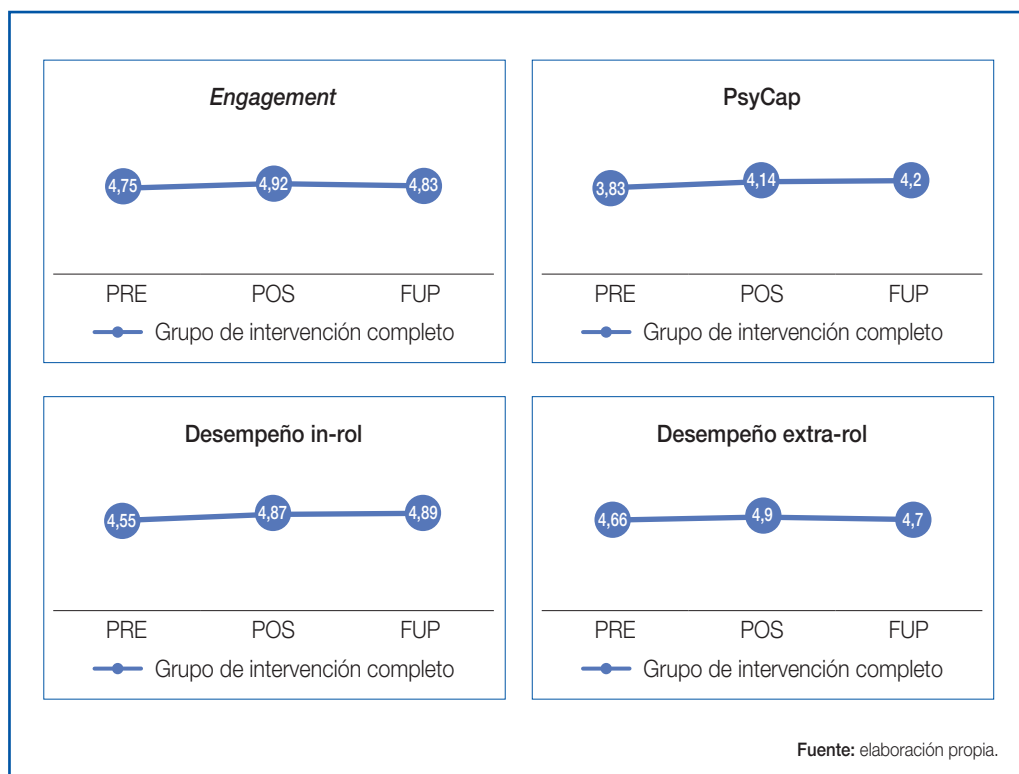 Engagement
4,75
4,92
4,83
PRE POS FUP
Grupo de intervención completo
PsyCap
3,83
4,14
4,2
PRE POS FUP
Grupo de intervención completo
Desempeño in-rol
4,55
4,87
4,89
PRE POS FUP
Grupo de intervención completo
Desempeño extra-rol
4,66
4,9
4,7
PRE POS FUP
Grupo de intervención completo
Fuente: elaboración propia.